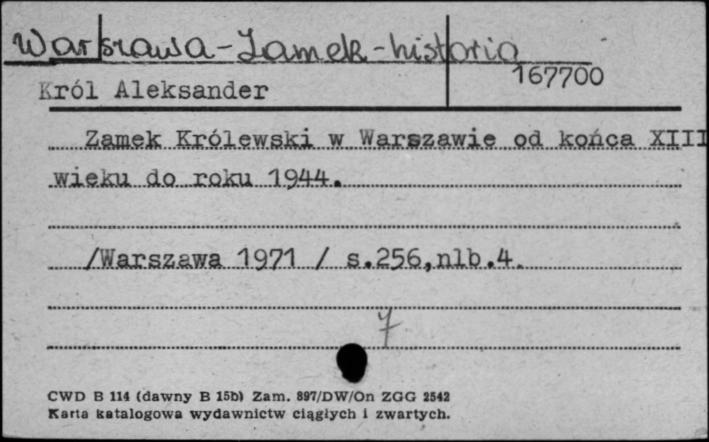 Warszawa-Zamek-historia
167700
Król Aleksander
Zamek Królewski w Warszawie od końca XIII
wieku do roku 1944.
/Warszawa 1971 / s.256,nlb.4.
7
CWD B 114 (dawny B 15b) Zam. 897/DW/On ZGG 2542
Karta katalogowa wydawnictw ciągłych i zwartych.